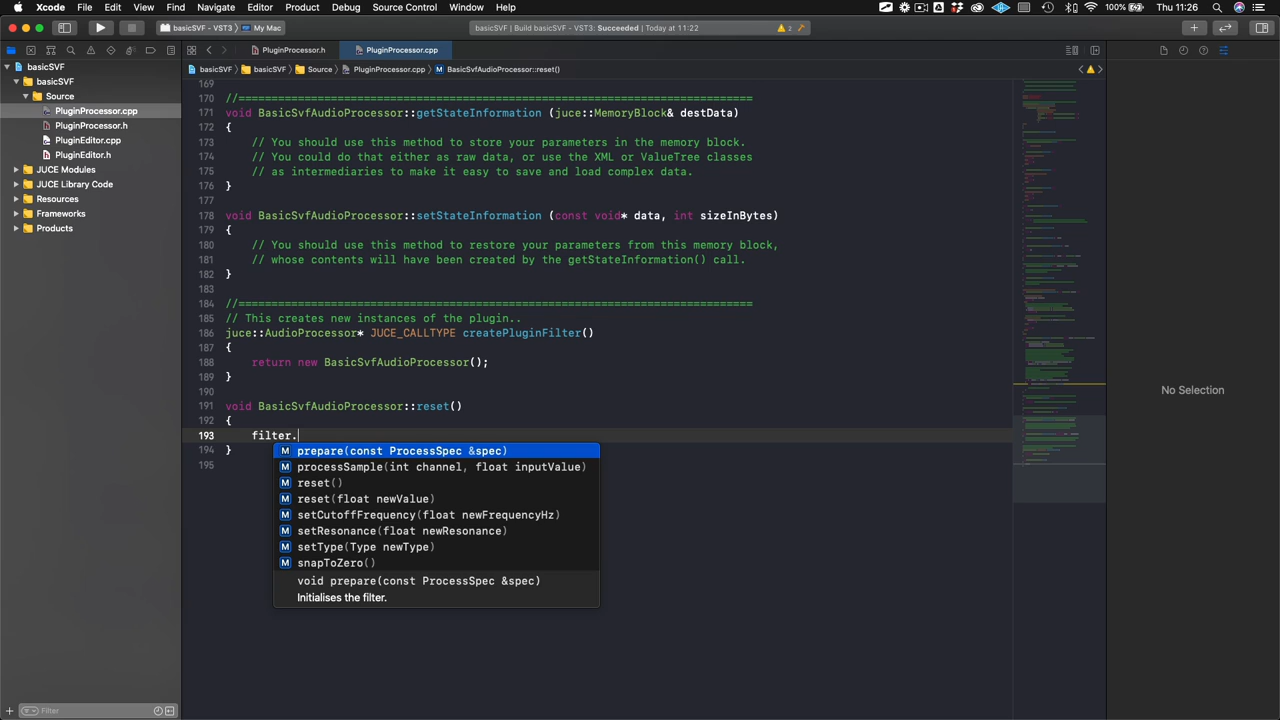 Xcode File Edit View Find Navigate Editor Product Debug Source Control Window Help 100% Thu 11:26
basicSVF - VST3 My Mac basicSVF | Build basicSVF - VST3: Succeeded | Today at 11:22 2
PluginProcessor.h PluginProcessor.cpp
basicSVF basicSVF Source PluginProcessor.cpp M BasicSvfAudioProcessor::reset()
basicSVF
basicSVF
Source
PluginProcessor.cpp
PluginProcessor.h
PluginEditor.cpp
PluginEditor.h
JUCE Modules
JUCE Library Code
Resources
Frameworks
Products
Filter
169
170 //==============================================================================
171 void BasicSvfAudioProcessor::getStateInformation (juce::MemoryBlock& destData)
172 {
173 // You should use this method to store your parameters in the memory block.
174 // You could do that either as raw data, or use the XML or ValueTree classes
175 // as intermediaries to make it easy to save and load complex data.
176 }
177
178 void BasicSvfAudioProcessor::setStateInformation (const void* data, int sizeInBytes)
179 {
180 // You should use this method to restore your parameters from this memory block,
181 // whose contents will have been created by the getStateInformation() call.
182 }
183
184 //==============================================================================
185 // This creates new instances of the plugin..
186 juce::AudioProcessor* JUCE_CALLTYPE createPluginFilter()
187 {
188 return new BasicSvfAudioProcessor();
189 }
190
191 void BasicSvfAudioProcessor::reset()
192 {
193 filter.
194 }
195
M prepare(const ProcessSpec &spec)
M processSample(int channel, float inputValue)
M reset()
M reset(float newValue)
M setCutoffFrequency(float newFrequencyHz)
M setResonance(float newResonance)
M setType(Type newType)
M snapToZero()
void prepare(const ProcessSpec &spec)
Initialises the filter.
No Selection